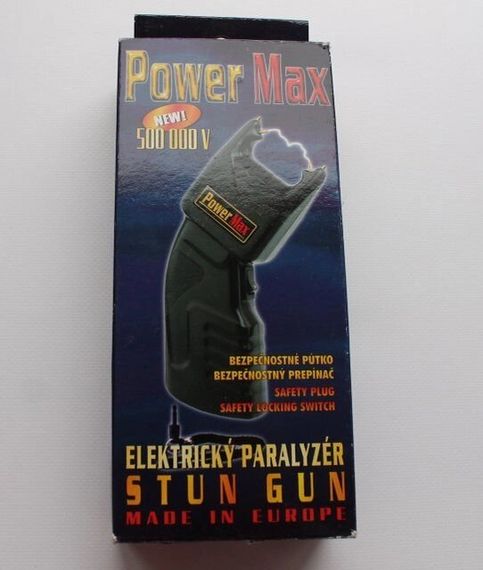 Power Max
NEW!
500 000 V
Power Max
BEZPEČNOSTNÉ PÚTKO
BEZPEČNOSTNÝ PREPÍNAČ
SAFETY PLUG
SAFETY LOCKING SWITCH
ELEKTRICKÝ PARALYZÉR
STUN GUN
MADE IN EUROPE